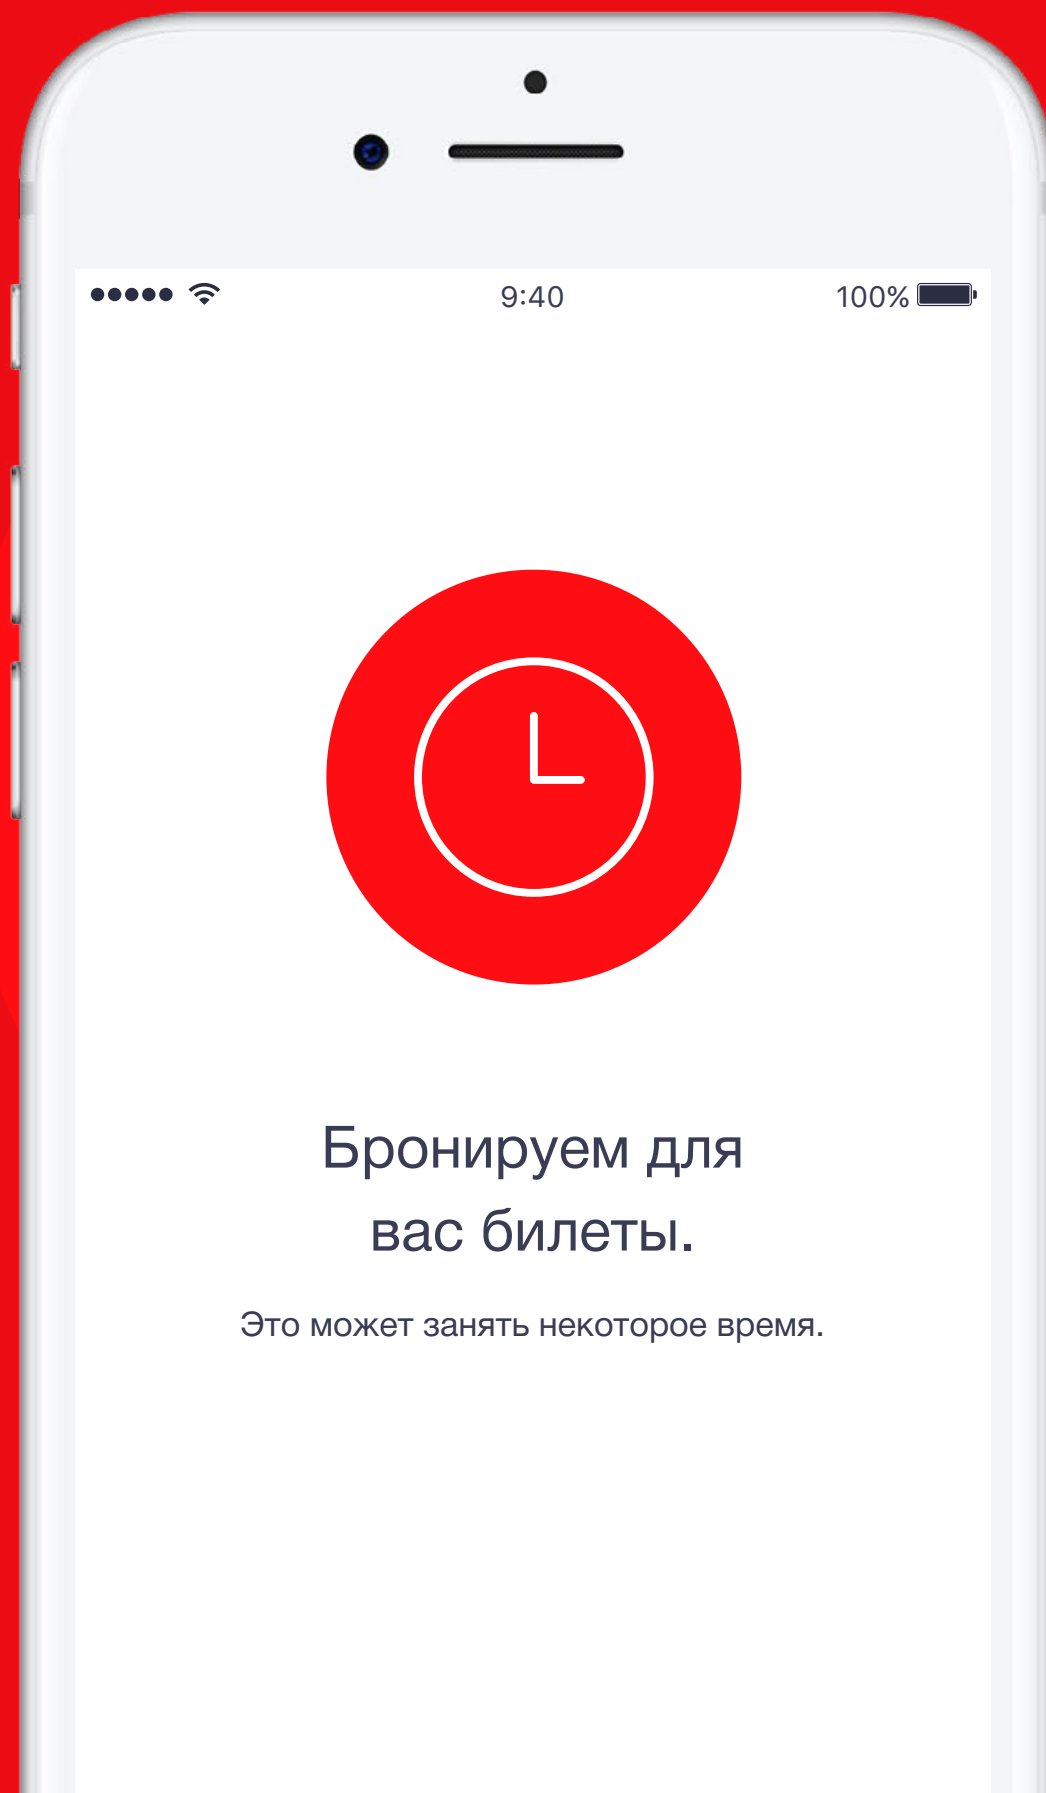 9:40
100%
Бронируем для
вас билеты.
Это может занять некоторое время.